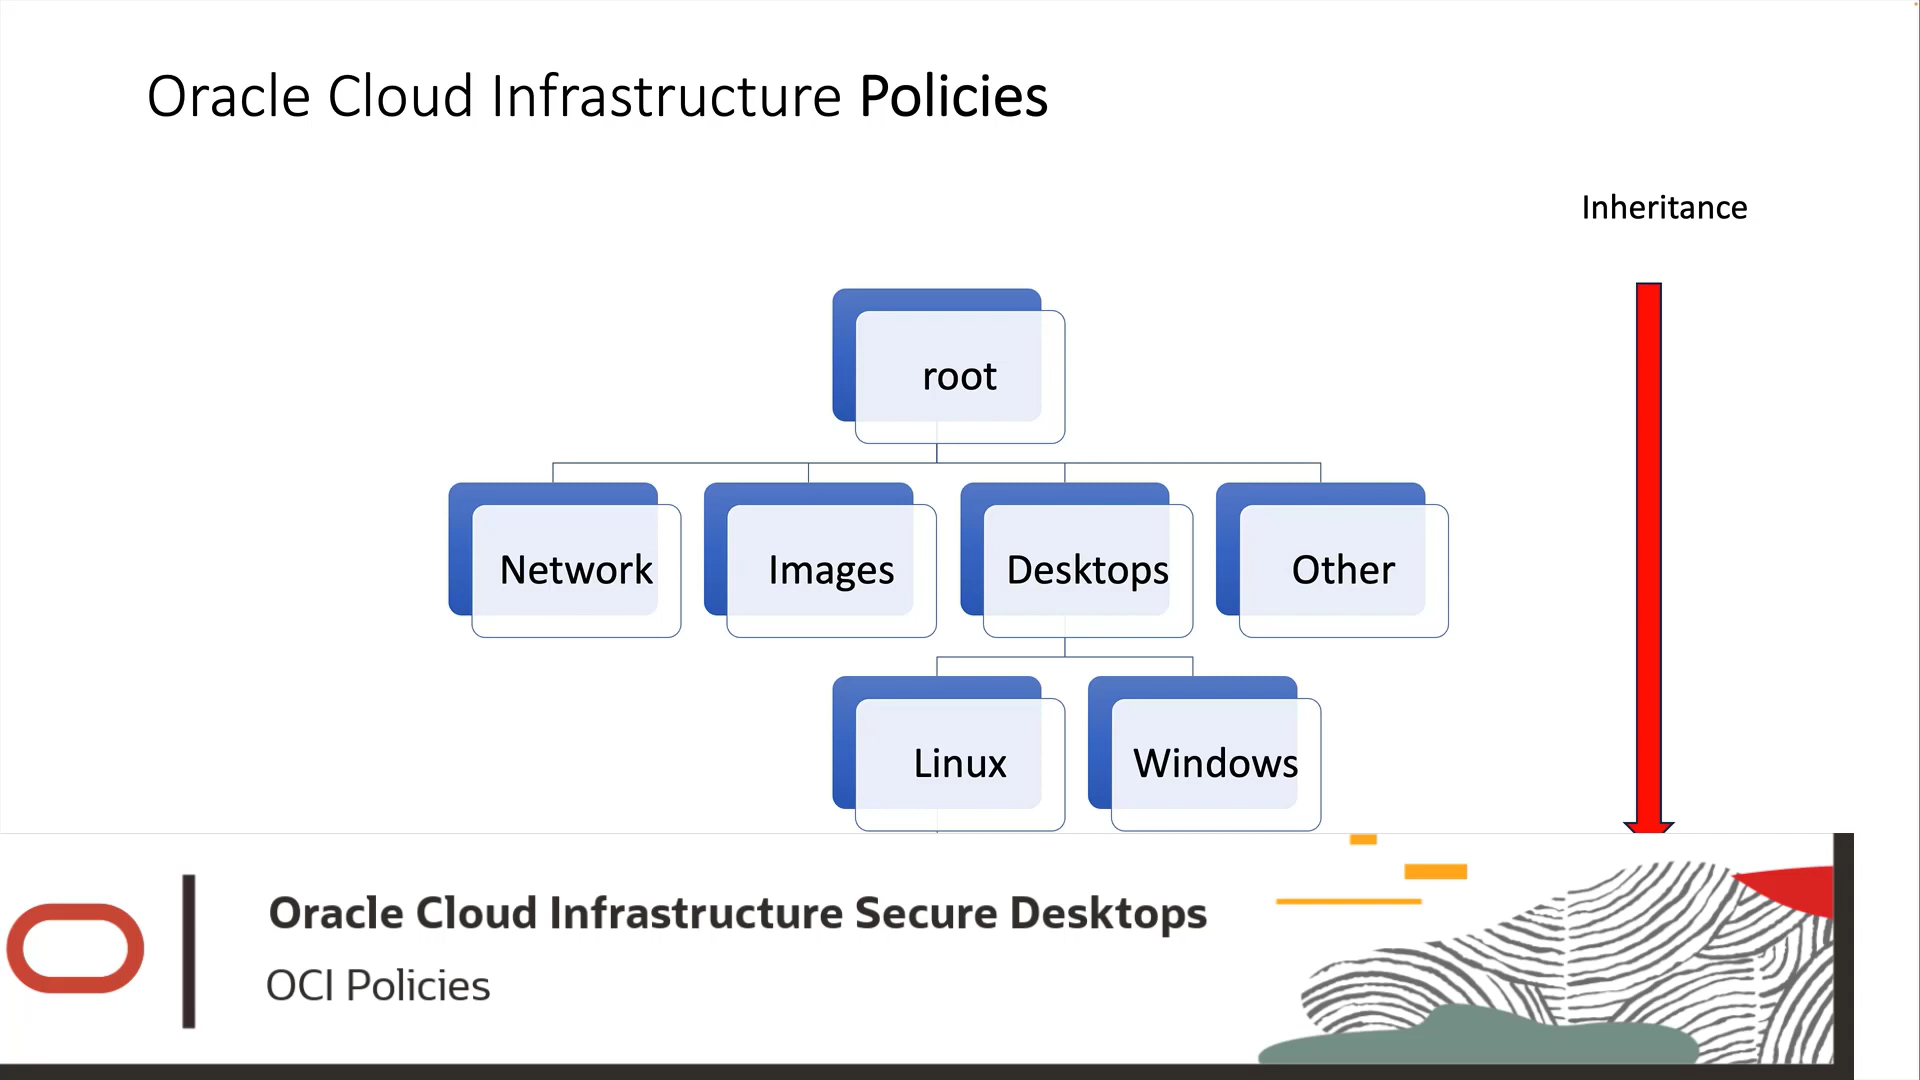 Oracle Cloud Infrastructure Policies
Inheritance
root
Network
Images
Desktops
Other
Linux
Windows
Oracle Cloud Infrastructure Secure Desktops
OCI Policies